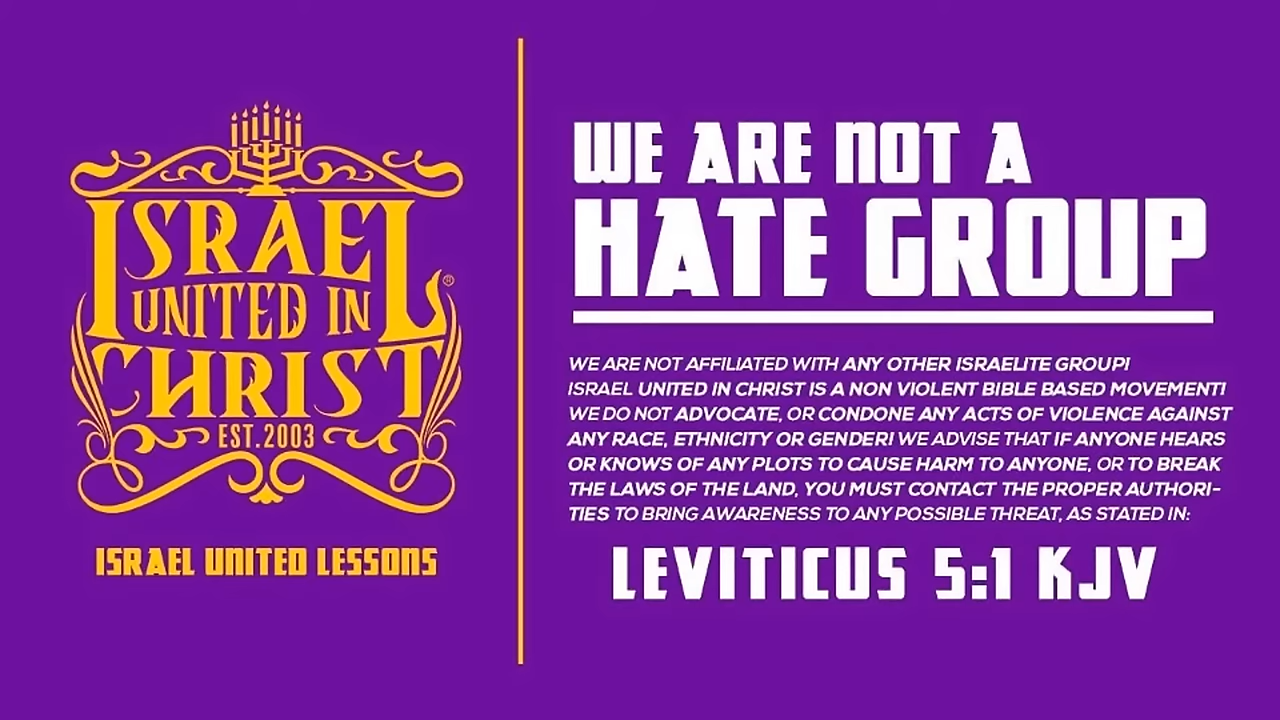 ISRAEL
UNITED IN
CHRIST
®
EST. 2003
ISRAEL UNITED LESSONS
WE ARE NOT A
HATE GROUP
WE ARE NOT AFFILIATED WITH ANY OTHER ISRAELITE GROUP!
ISRAEL UNITED IN CHRIST IS A NON VIOLENT BIBLE BASED MOVEMENT!
WE DO NOT ADVOCATE, OR CONDONE ANY ACTS OF VIOLENCE AGAINST
ANY RACE, ETHNICITY OR GENDER! WE ADVISE THAT IF ANYONE HEARS
OR KNOWS OF ANY PLOTS TO CAUSE HARM TO ANYONE, OR TO BREAK
THE LAWS OF THE LAND, YOU MUST CONTACT THE PROPER AUTHORI-
TIES TO BRING AWARENESS TO ANY POSSIBLE THREAT, AS STATED IN:
LEVITICUS 5:1 KJV